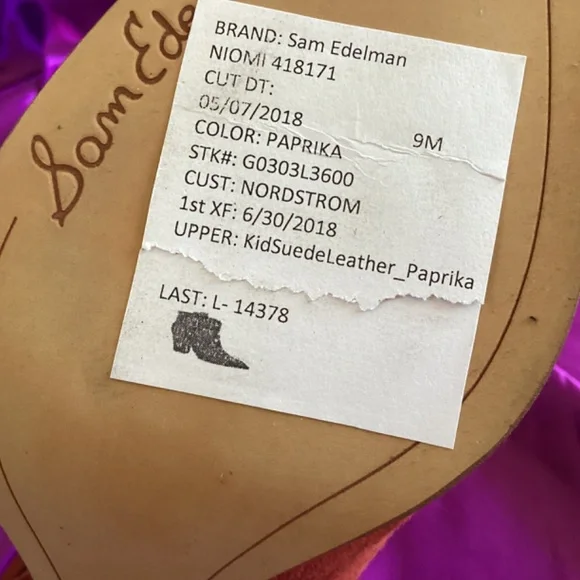 Sam Ede
BRAND: Sam Edelman
NIOMI 418171
CUT DT:
05/07/2018
9M
COLOR: PAPRIKA
STK#: G0303L3600
CUST: NORDSTROM
1st XF: 6/30/2018
UPPER: KidSuedeLeather_Paprika
LAST: L- 14378